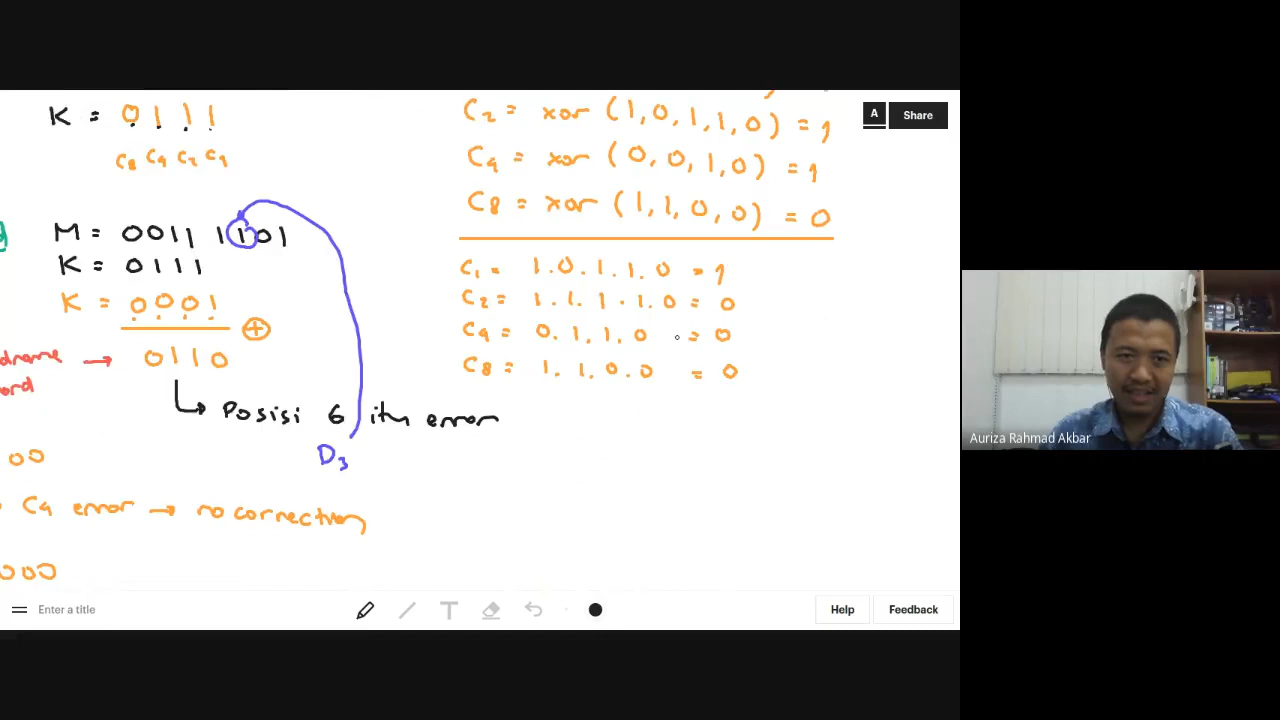 K = 0 1 1 1
C8 C4 C2 C1
M = 0011 1101
K = 0111
K = 0001
⊕
→ 0110
ord
Posisi 6 itu error
D3
00
C4 error → no correction
000
C2 = xor (1,0,1,1,0) = 1
C4 = xor (0,0,1,0) = 1
C8 = xor (1,1,0,0) = 0
C1 = 1.0.1.1.0 = 1
C2 = 1.1.1.1.0 = 0
C4 = 0.1.1.0 = 0
C8 = 1.1.0.0 = 0
A Share
Auriza Rahmad Akbar
Enter a title
T
Help
Feedback